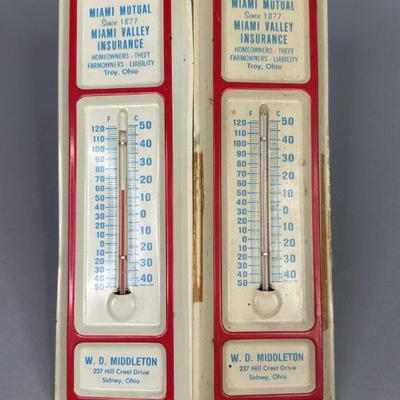 MIAMI MUTUAL
Since 1877
MIAMI VALLEY
INSURANCE
HOMEOWNERS - THEFT
FARMOWNERS - LIABILITY
Troy, Ohio
F C
120 50
110
100 40
90 30
80
70 20
60
50 10
40
30 0
20
10 10
0
10 20
20
30 30
40
50 40
W. D. MIDDLETON
237 Hill Crest Drive
Sidney, Ohio
MIAMI MUTUAL
Since 1877
MIAMI VALLEY
INSURANCE
HOMEOWNERS - THEFT
FARMOWNERS - LIABILITY
Troy, Ohio
F C
120 50
110
100 40
90 30
80
70 20
60
50 10
40
30 0
20
10 10
0
10 20
20
30 30
40
50 40
W. D. MIDDLETON
237 Hill Crest Drive
Sidney, Ohio